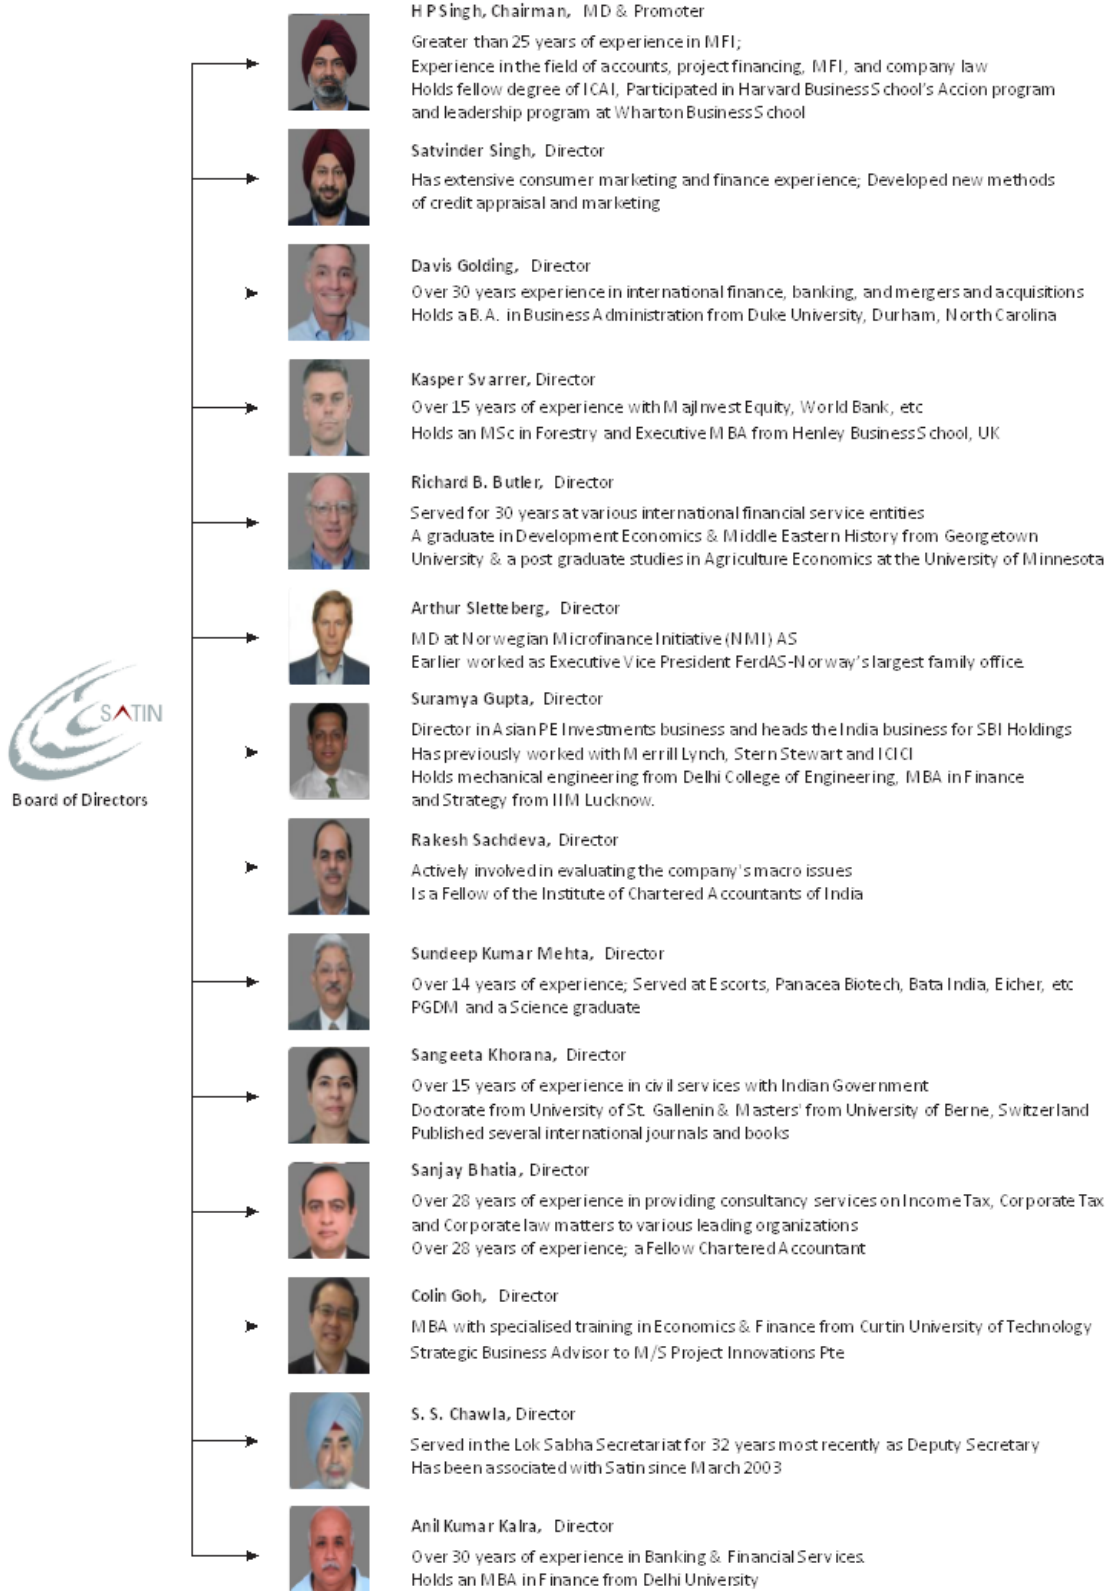 H P Singh, Chairman, MD & Promoter
Greater than 25 years of experience in MFI;
Experience in the field of accounts, project financing, MFI, and company law
Holds fellow degree of ICAI, Participated in Harvard Business School's Accion program
and leadership program at Wharton Business School
Satvinder Singh, Director
Has extensive consumer marketing and finance experience; Developed new methods
of credit appraisal and marketing
Davis Golding, Director
Over 30 years experience in international finance, banking, and mergers and acquisitions
Holds a B.A. in Business Administration from Duke University, Durham, North Carolina
Kasper Svarrer, Director
Over 15 years of experience with MajInvest Equity, World Bank, etc
Holds an MSc in Forestry and Executive MBA from Henley Business School, UK
Richard B. Butler, Director
Served for 30 years at various international financial service entities
A graduate in Development Economics & Middle Eastern History from Georgetown
University & a post graduate studies in Agriculture Economics at the University of Minnesota
Arthur Sletteberg, Director
MD at Norwegian Microfinance Initiative (NMI) AS
Earlier worked as Executive Vice President FerdAS-Norway's largest family office.
SATIN
Board of Directors
Suramya Gupta, Director
Director in Asian PE Investments business and heads the India business for SBI Holdings
Has previously worked with Merrill Lynch, Stern Stewart and ICICI
Holds mechanical engineering from Delhi College of Engineering, MBA in Finance
and Strategy from IIM Lucknow.
Rakesh Sachdeva, Director
Actively involved in evaluating the company's macro issues
Is a Fellow of the Institute of Chartered Accountants of India
Sundeep Kumar Mehta, Director
Over 14 years of experience; Served at Escorts, Panacea Biotech, Bata India, Eicher, etc
PGDM and a Science graduate
Sangeeta Khorana, Director
Over 15 years of experience in civil services with Indian Government
Doctorate from University of St. Gallenin & Masters' from University of Berne, Switzerland
Published several international journals and books
Sanjay Bhatia, Director
Over 28 years of experience in providing consultancy services on Income Tax, Corporate Tax
and Corporate law matters to various leading organizations
Over 28 years of experience; a Fellow Chartered Accountant
Colin Goh, Director
MBA with specialised training in Economics & Finance from Curtin University of Technology
Strategic Business Advisor to M/S Project Innovations Pte
S. S. Chawla, Director
Served in the Lok Sabha Secretariat for 32 years most recently as Deputy Secretary
Has been associated with Satin since March 2003
Anil Kumar Kalra, Director
Over 30 years of experience in Banking & Financial Services.
Holds an MBA in Finance from Delhi University